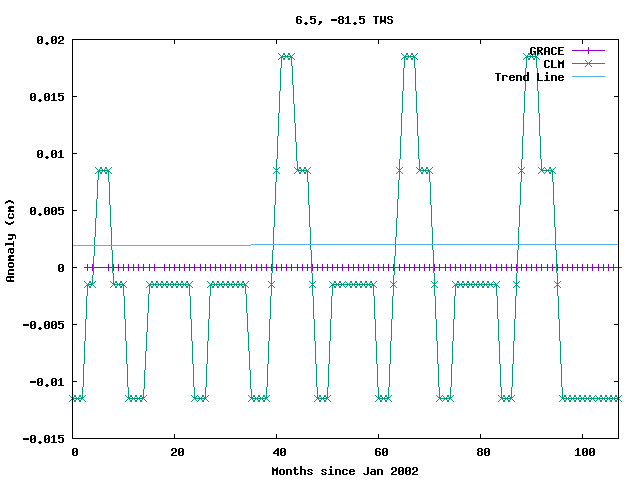 6.5, -81.5 TWS
GRACE
CLM
Trend Line
0.02
0.015
0.01
0.005
0
-0.005
-0.01
-0.015
Anomaly (cm)
0 20 40 60 80 100
Months since Jan 2002